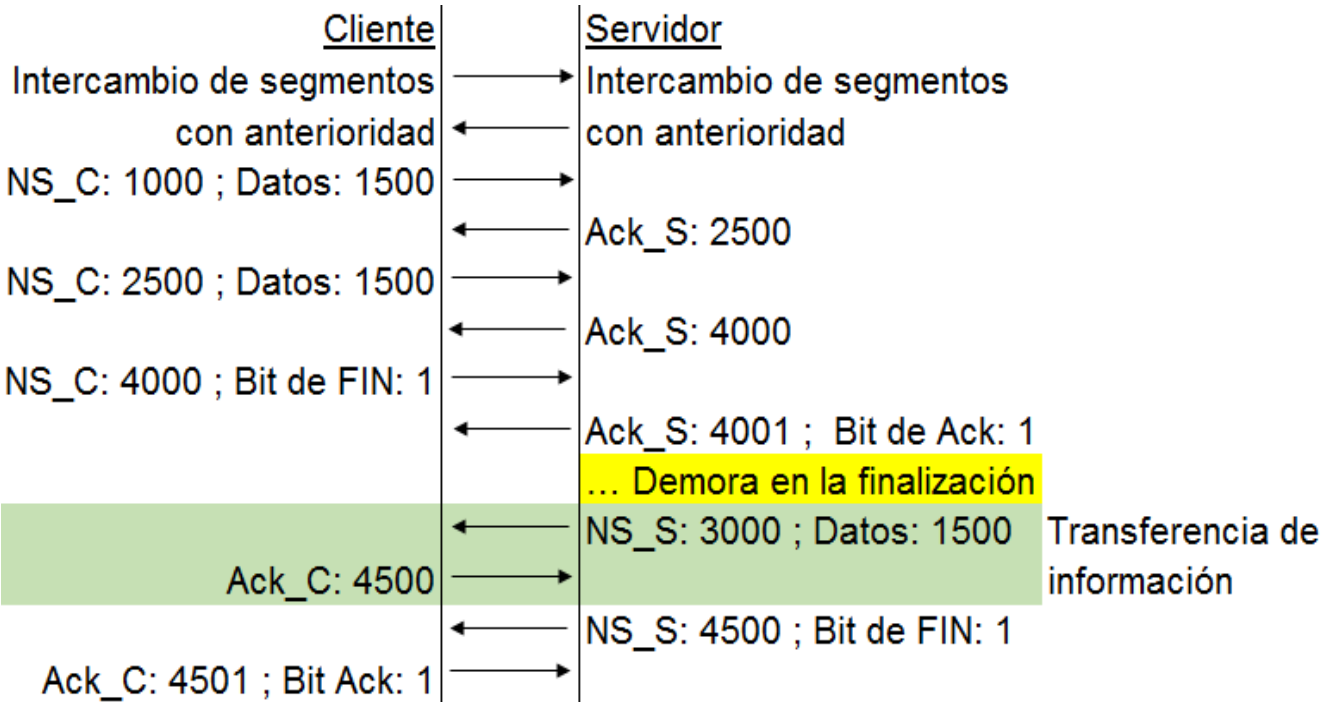 Cliente Servidor
Intercambio de segmentos Intercambio de segmentos
con anterioridad con anterioridad
NS_C: 1000 ; Datos: 1500
Ack_S: 2500
NS_C: 2500 ; Datos: 1500
Ack_S: 4000
NS_C: 4000 ; Bit de FIN: 1
Ack_S: 4001 ; Bit de Ack: 1
... Demora en la finalización
NS_S: 3000 ; Datos: 1500 Transferencia de
Ack_C: 4500 información
NS_S: 4500 ; Bit de FIN: 1
Ack_C: 4501 ; Bit Ack: 1